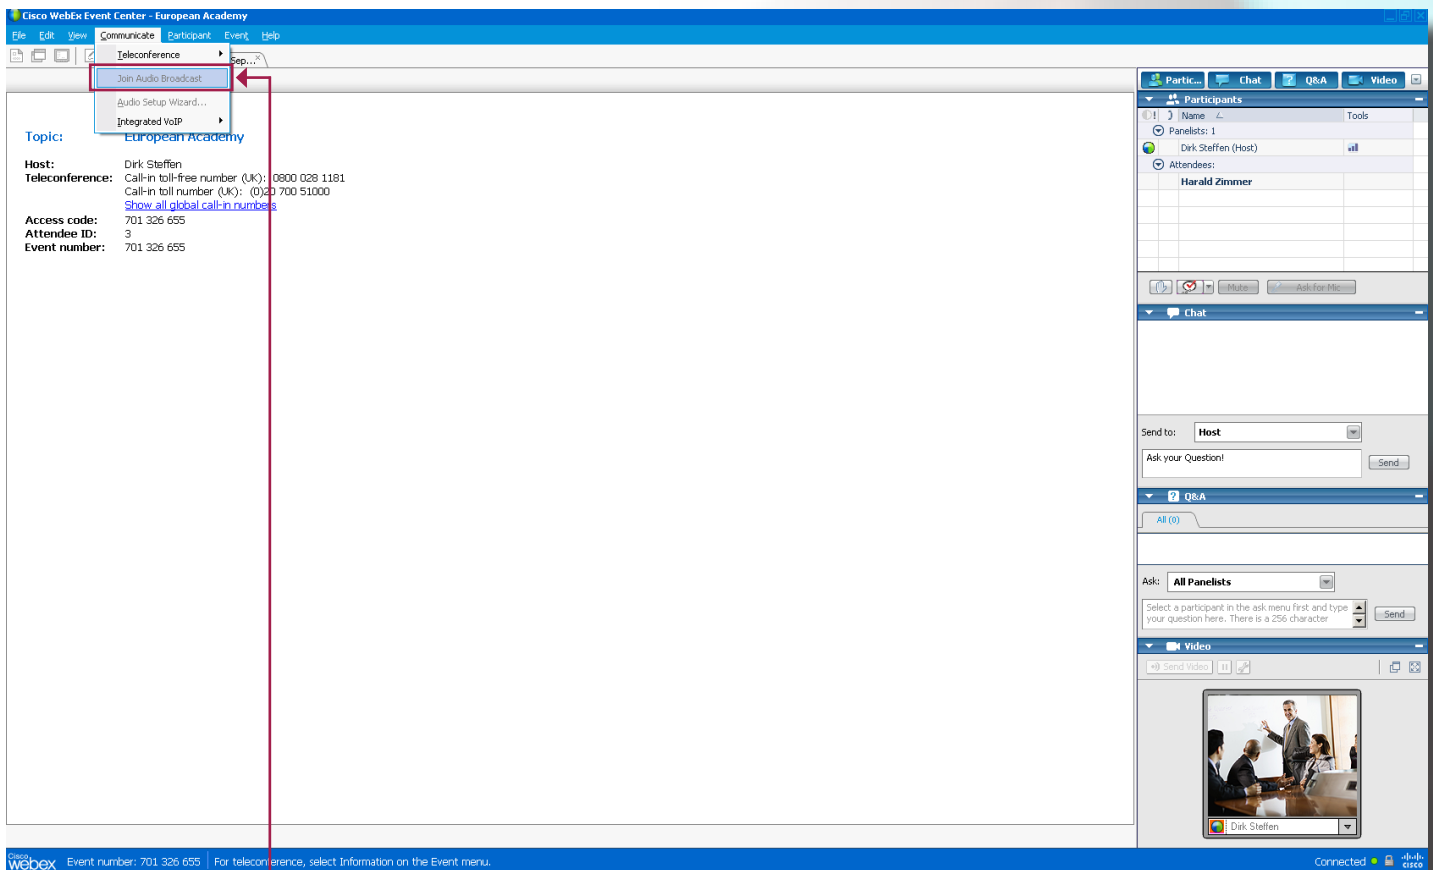 Cisco WebEx Event Center - European Academy
File Edit View Communicate Participant Event Help
Teleconference
Sep...
Join Audio Broadcast
Audio Setup Wizard...
Integrated VoIP
Topic: European Academy
Host: Dirk Steffen
Teleconference: Call-in toll-free number (UK): 0800 028 1181
Call-in toll number (UK): (0)20 700 51000
Show all global call-in numbers
Access code: 701 326 655
Attendee ID: 3
Event number: 701 326 655
Partic... Chat Q&A Video
Participants
Name Tools
Panelists: 1
Dirk Steffen (Host)
Attendees:
Harald Zimmer
Mute Ask for Mic
Chat
Send to: Host
Ask your Question!
Send
Q&A
All (0)
Ask: All Panelists
Select a participant in the ask menu first and type
your question here. There is a 256 character
Send
Video
Send Video
Dirk Steffen
Cisco
webex Event number: 701 326 655 For teleconference, select Information on the Event menu.
Connected
cisco